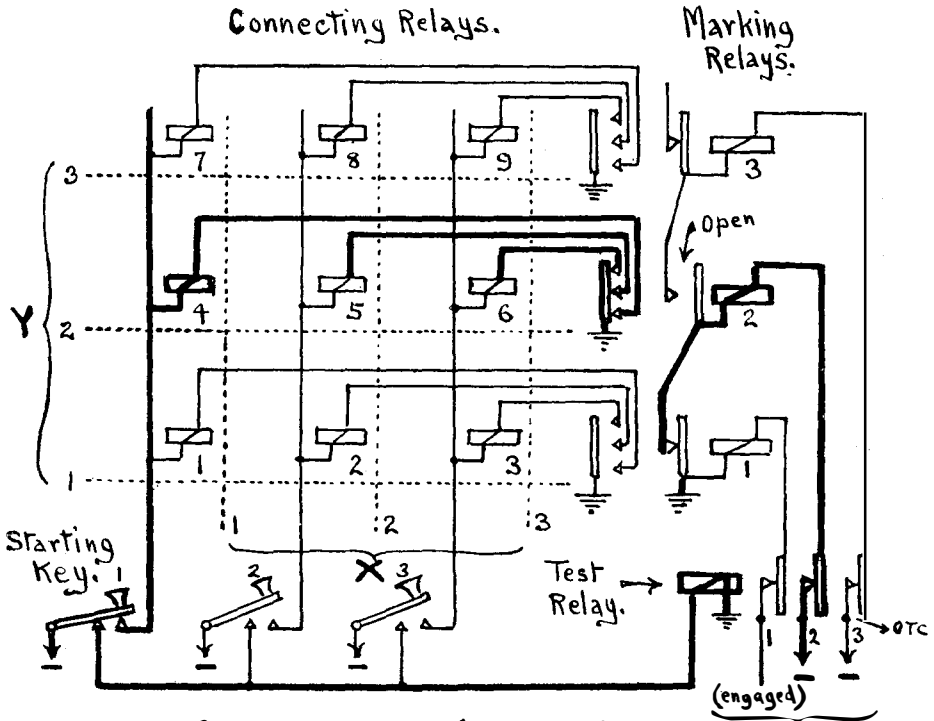 Connecting Relays.
Marking
Relays.
7
8
9
3
3
Open
Y
4
5
6
2
2
1
2
3
1
1
1
2
3
X
Starting
Key.
1
2
3
Test
Relay.
1
2
3
OTC
(engaged)